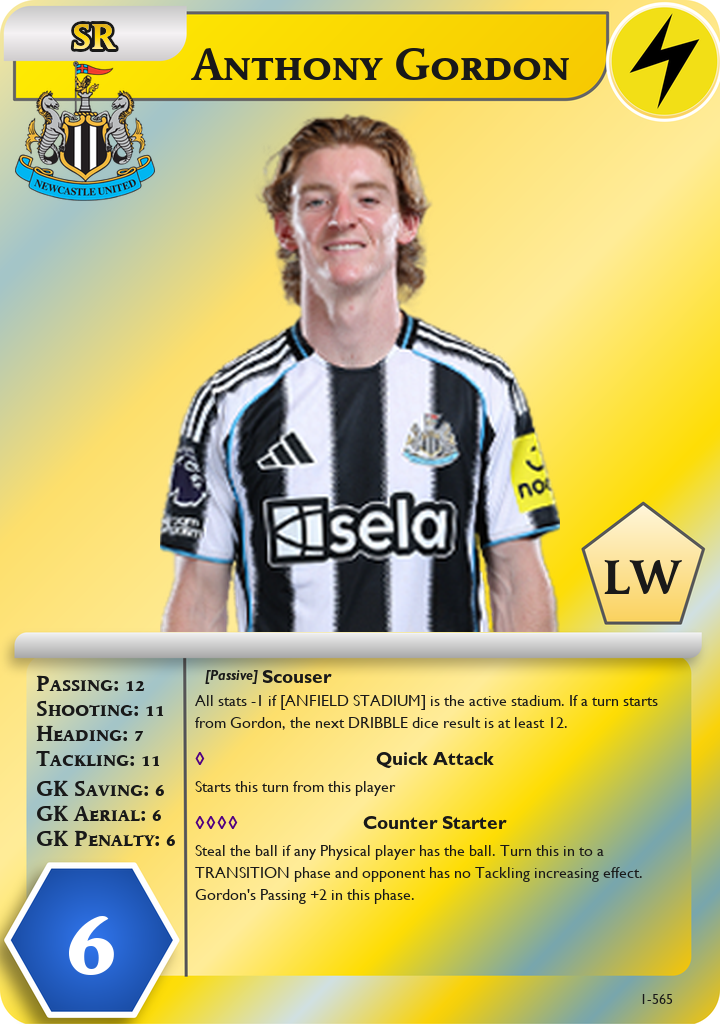 SR
Anthony Gordon
NEWCASTLE UNITED
sela
LW
Passing: 12
Shooting: 11
Heading: 7
Tackling: 11
GK Saving: 6
GK Aerial: 6
GK Penalty: 6
6
[Passive] Scouser
All stats -1 if [ANFIELD STADIUM] is the active stadium. If a turn starts
from Gordon, the next DRIBBLE dice result is at least 12.
◊ Quick Attack
Starts this turn from this player
◊◊◊◊ Counter Starter
Steal the ball if any Physical player has the ball. Turn this in to a
TRANSITION phase and opponent has no Tackling increasing effect.
Gordon's Passing +2 in this phase.
1-565